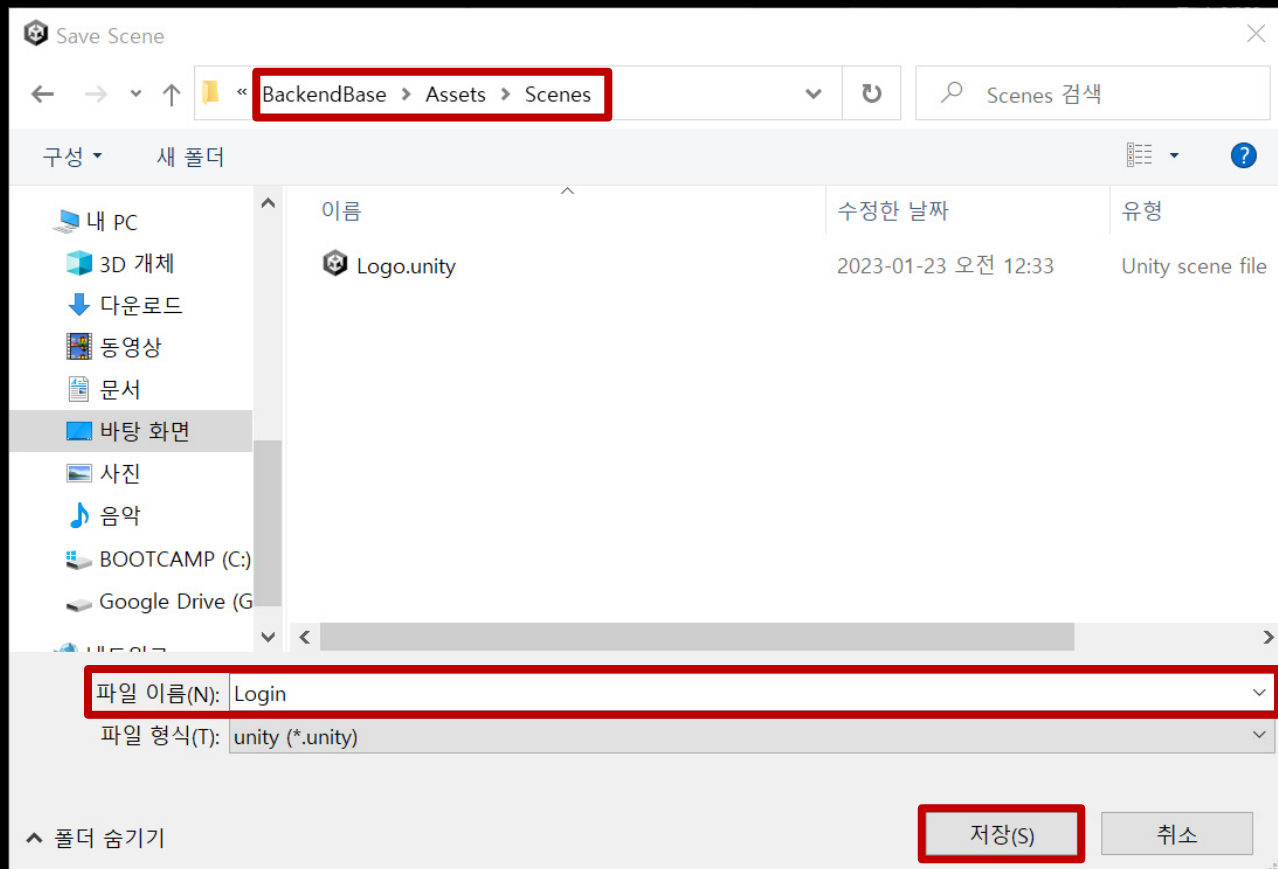 Save Scene
« BackendBase > Assets > Scenes
Scenes 검색
구성
새 폴더
이름
수정한 날짜
유형
내 PC
3D 개체
다운로드
동영상
문서
바탕 화면
사진
음악
BOOTCAMP (C:)
Google Drive (G
Logo.unity
2023-01-23 오전 12:33
Unity scene file
파일 이름(N): Login
파일 형식(T): unity (*.unity)
폴더 숨기기
저장(S)
취소